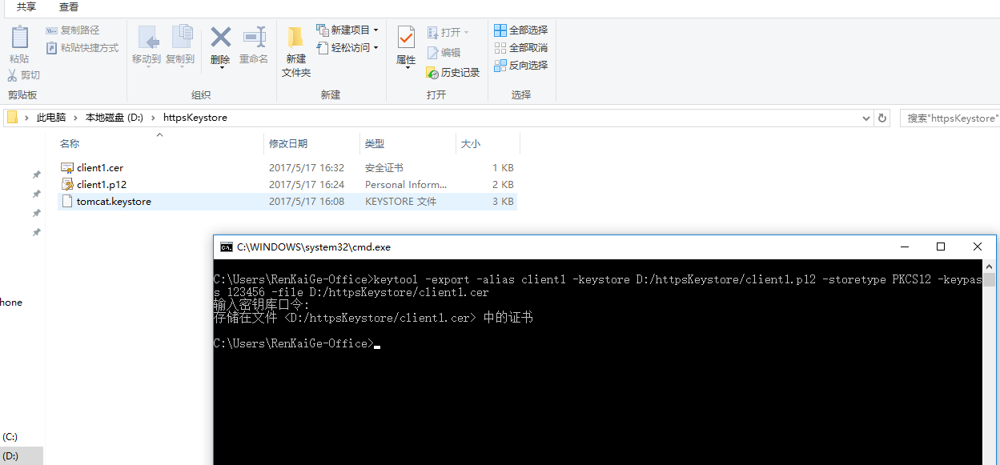 共享 查看
粘贴
复制路径
粘贴快捷方式
剪切
剪贴板
移动到 复制到 删除 重命名
组织
新建
文件夹
新建项目
轻松访问
新建
属性
打开
编辑
历史记录
打开
全部选择
全部取消
反向选择
选择
此电脑 本地磁盘 (D:) httpsKeystore
搜索"httpsKeystore"
名称 修改日期 类型 大小
client1.cer 2017/5/17 16:32 安全证书 1 KB
client1.p12 2017/5/17 16:24 Personal Inform... 2 KB
tomcat.keystore 2017/5/17 16:08 KEYSTORE 文件 3 KB
hone
(C:)
(D:)
C:\WINDOWS\system32\cmd.exe
C:\Users\RenKaiGe-Office>keytool -export -alias client1 -keystore D:/httpsKeystore/client1.p12 -storetype PKCS12 -keypas
s 123456 -file D:/httpsKeystore/client1.cer
输入密钥库口令:
存储在文件 <D:/httpsKeystore/client1.cer> 中的证书
C:\Users\RenKaiGe-Office>